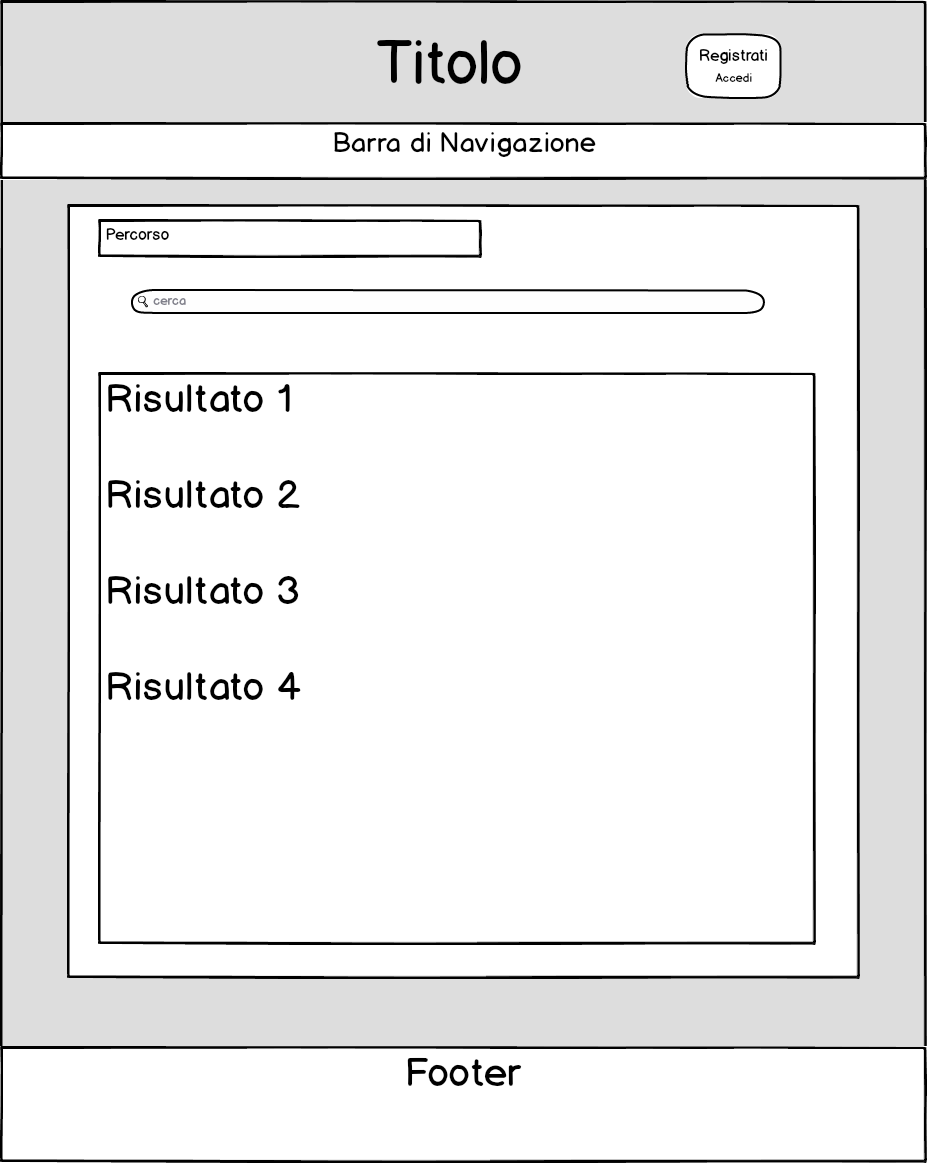 Titolo
Registrati
Accedi
Barra di Navigazione
Percorso
cerca
Risultato 1
Risultato 2
Risultato 3
Risultato 4
Footer